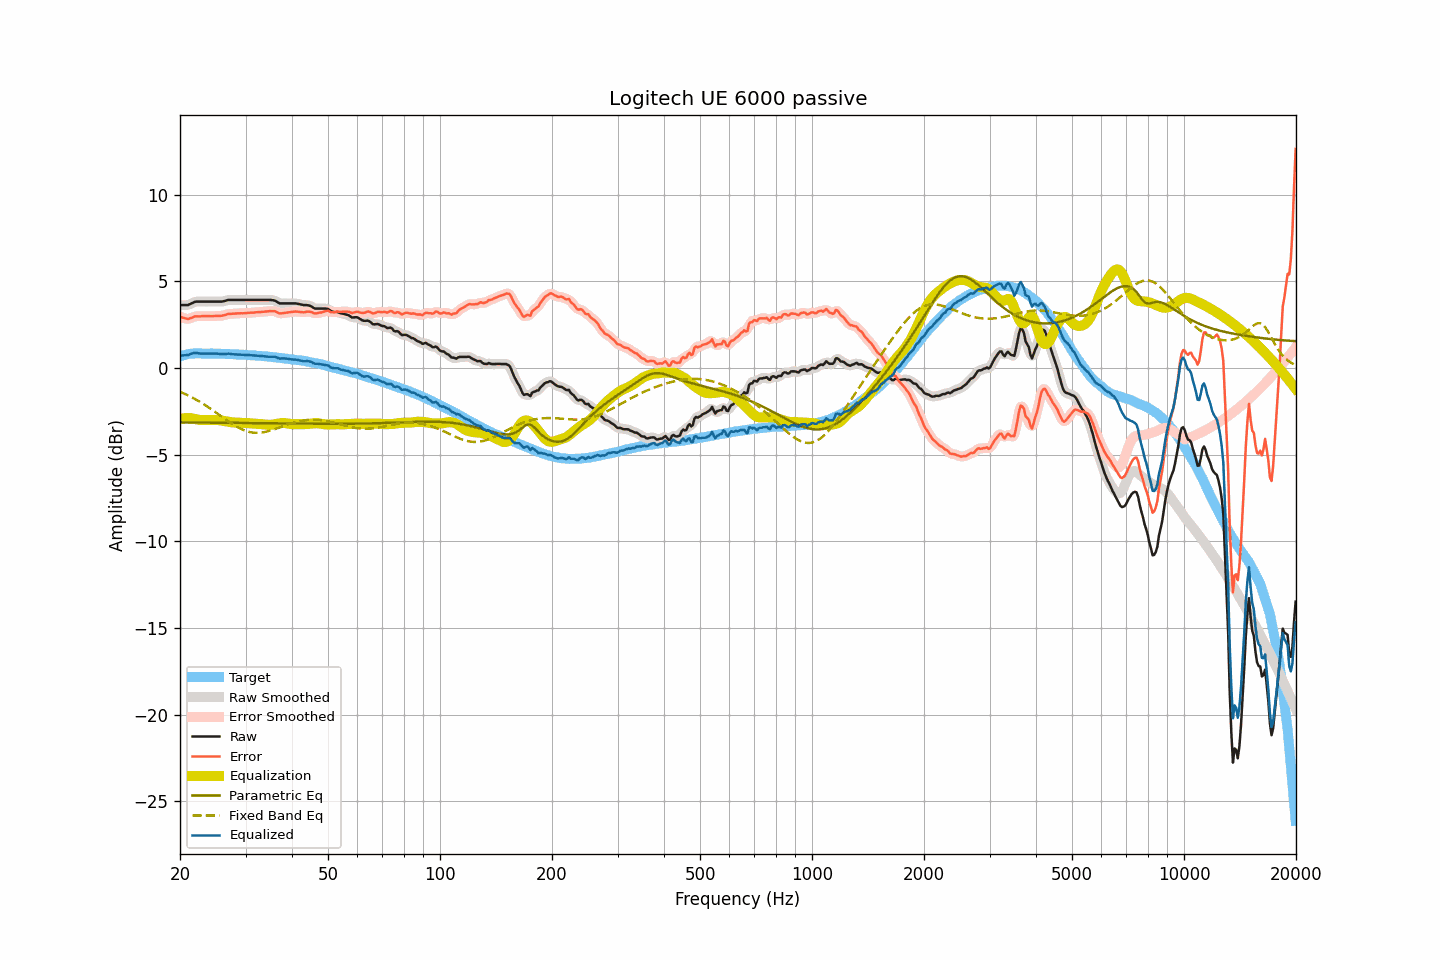 Logitech UE 6000 passive
10
5
0
−5
−10
−15
−20
−25
Amplitude (dBr)
Target
Raw Smoothed
Error Smoothed
Raw
Error
Equalization
Parametric Eq
Fixed Band Eq
Equalized
20 50 100 200 500 1000 2000 5000 10000 20000
Frequency (Hz)